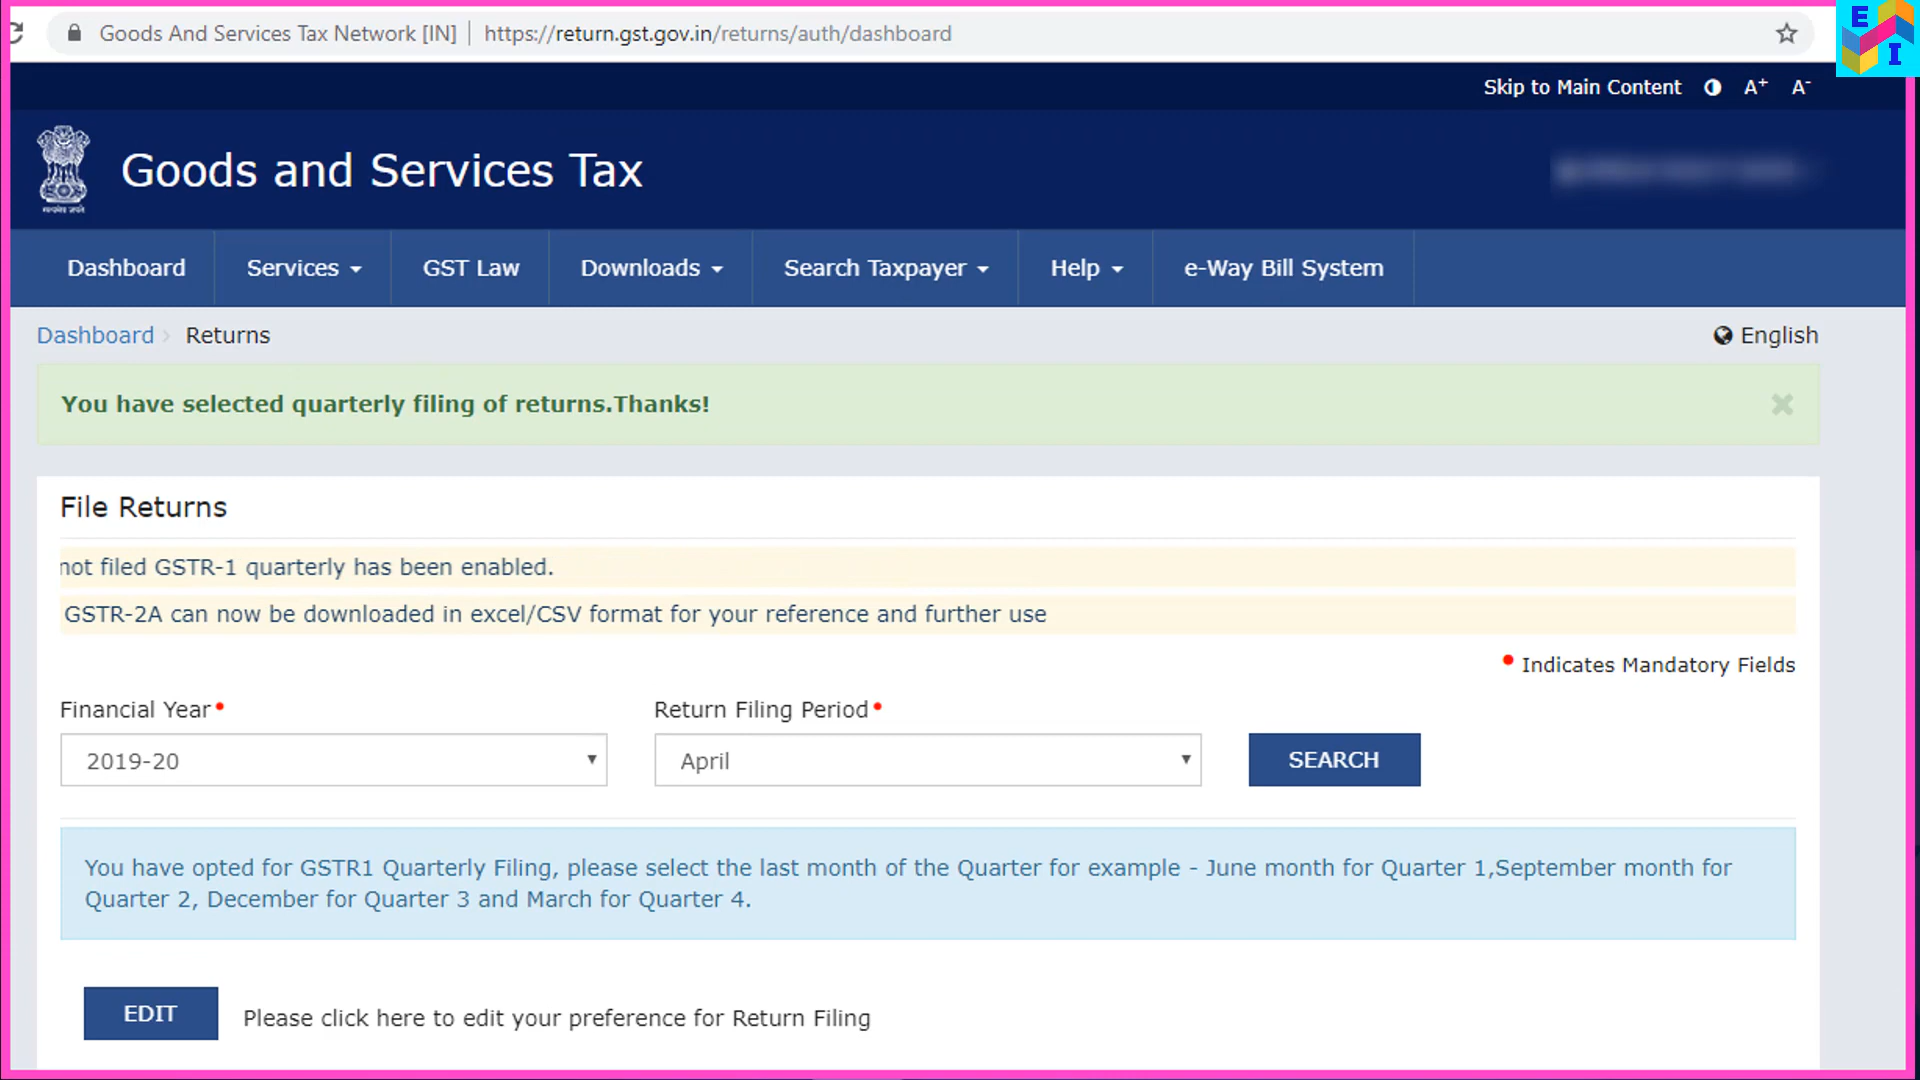 Goods And Services Tax Network [IN] | https://return.gst.gov.in/returns/auth/dashboard
E
I
Skip to Main Content A+ A-
Goods and Services Tax
सत्यमेव जयते
Dashboard Services GST Law Downloads Search Taxpayer Help e-Way Bill System
Dashboard Returns English
You have selected quarterly filing of returns.Thanks!
File Returns
not filed GSTR-1 quarterly has been enabled.
GSTR-2A can now be downloaded in excel/CSV format for your reference and further use
• Indicates Mandatory Fields
Financial Year• Return Filing Period•
2019-20 April SEARCH
You have opted for GSTR1 Quarterly Filing, please select the last month of the Quarter for example - June month for Quarter 1,September month for
Quarter 2, December for Quarter 3 and March for Quarter 4.
EDIT Please click here to edit your preference for Return Filing